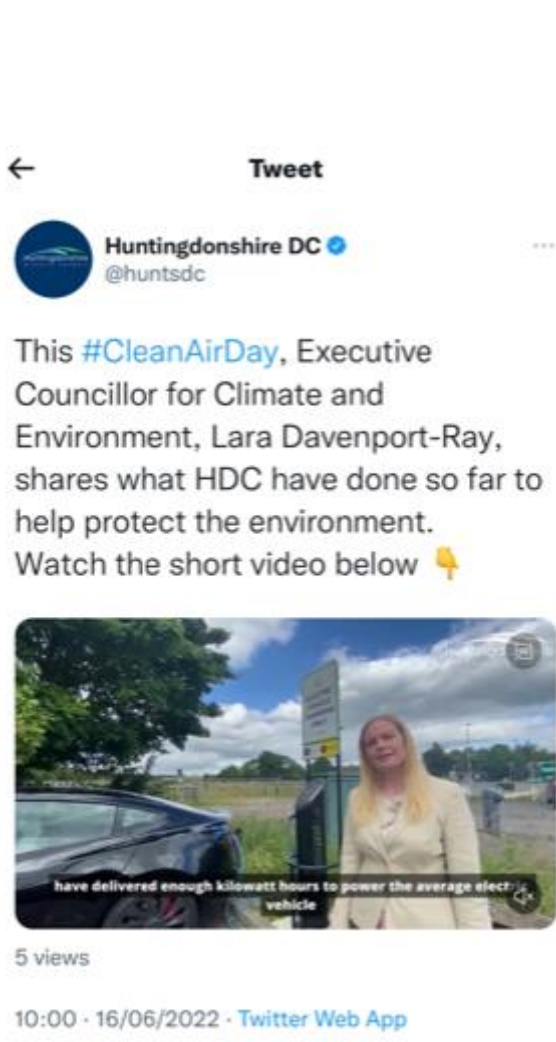 Tweet
Huntingdonshire DC
@huntsdc
This #CleanAirDay, Executive
Councillor for Climate and
Environment, Lara Davenport-Ray,
shares what HDC have done so far to
help protect the environment.
Watch the short video below 👇
have delivered enough kilowatt hours to power the average electric
vehicle
5 views
10:00 · 16/06/2022 · Twitter Web App